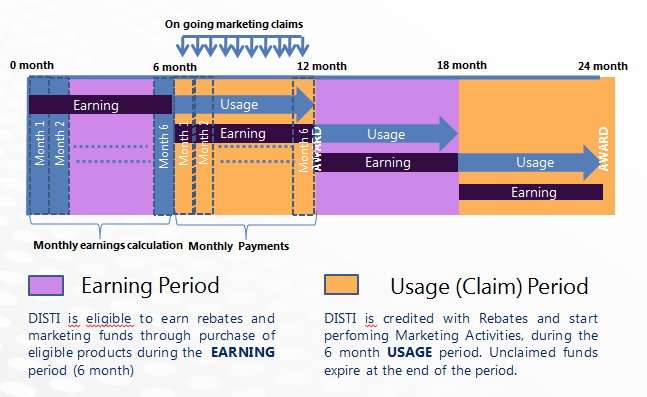 On going marketing claims
0 month
6 month
12 month
18 month
24 month
Earning
Usage
Month 1
Month 2
Month 6
Month 1
Month 2
Month 6
Earning
Usage
AWARD
Earning
Usage
AWARD
Earning
Monthly earnings calculation
Monthly Payments
Earning Period
DISTI is eligible to earn rebates and
marketing funds through purchase of
eligible products during the EARNING
period (6 month)
Usage (Claim) Period
DISTI is credited with Rebates and start
perfoming Marketing Activities, during the
6 month USAGE period. Unclaimed funds
expire at the end of the period.